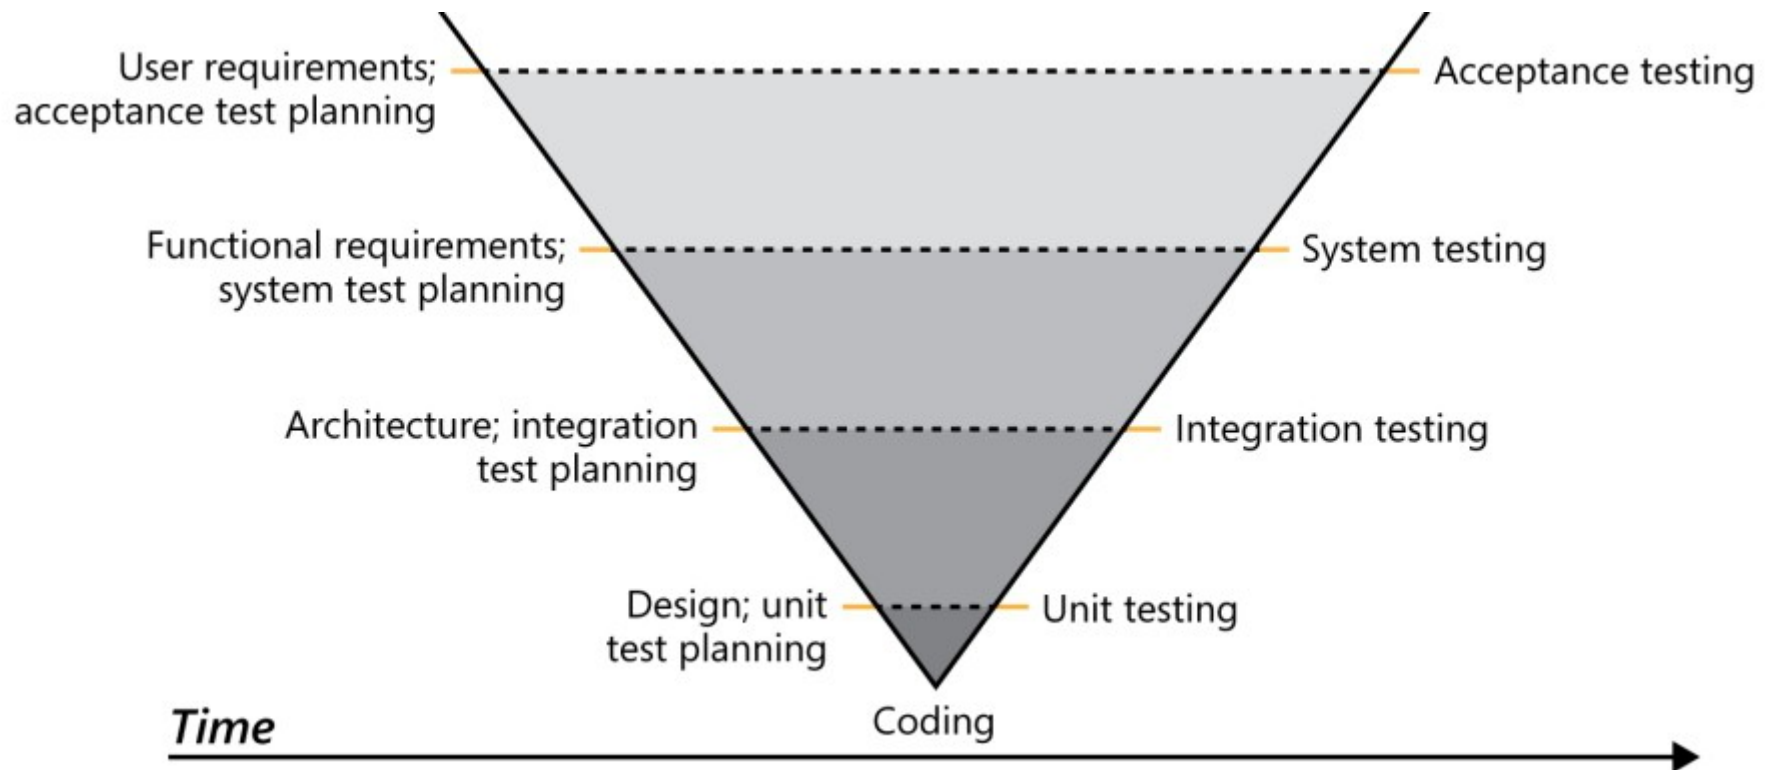 User requirements;
acceptance test planning
Acceptance testing
Functional requirements;
system test planning
System testing
Architecture; integration
test planning
Integration testing
Design; unit
test planning
Unit testing
Coding
Time